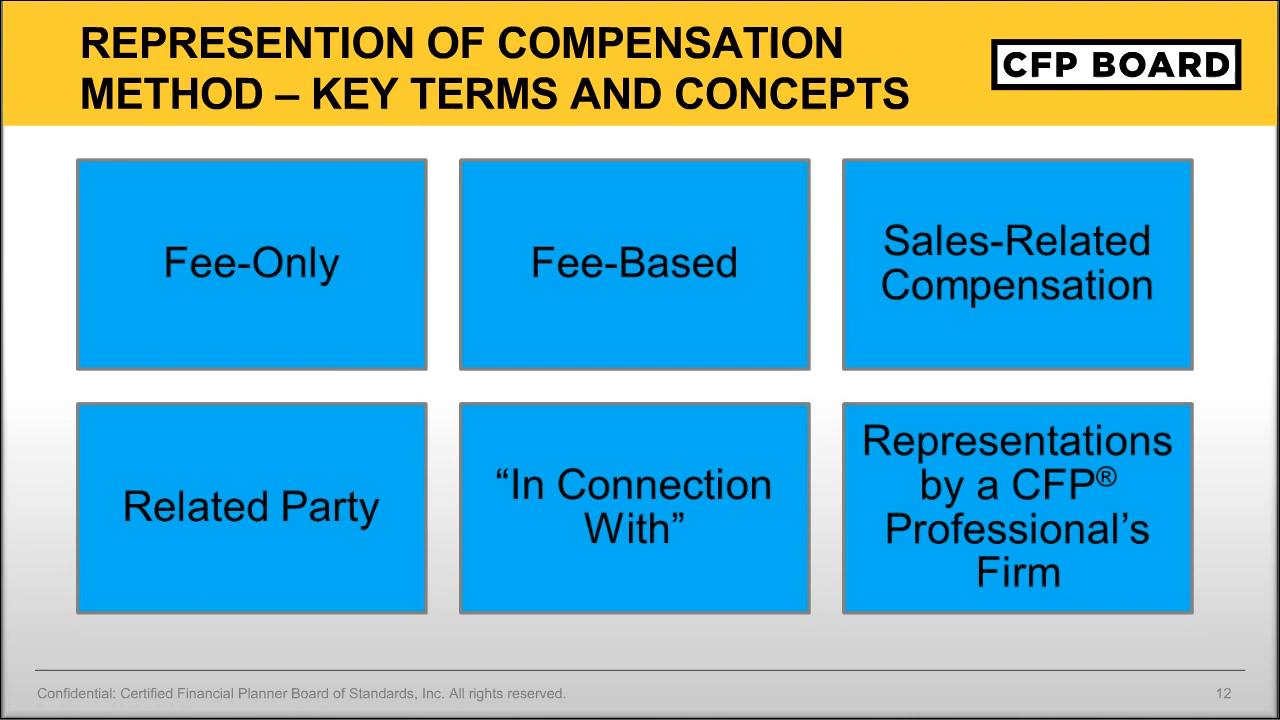 REPRESENTION OF COMPENSATION
METHOD – KEY TERMS AND CONCEPTS
CFP BOARD
Fee-Only
Fee-Based
Sales-Related
Compensation
Related Party
“In Connection
With”
Representations
by a CFP®
Professional’s
Firm
Confidential: Certified Financial Planner Board of Standards, Inc. All rights reserved.
12